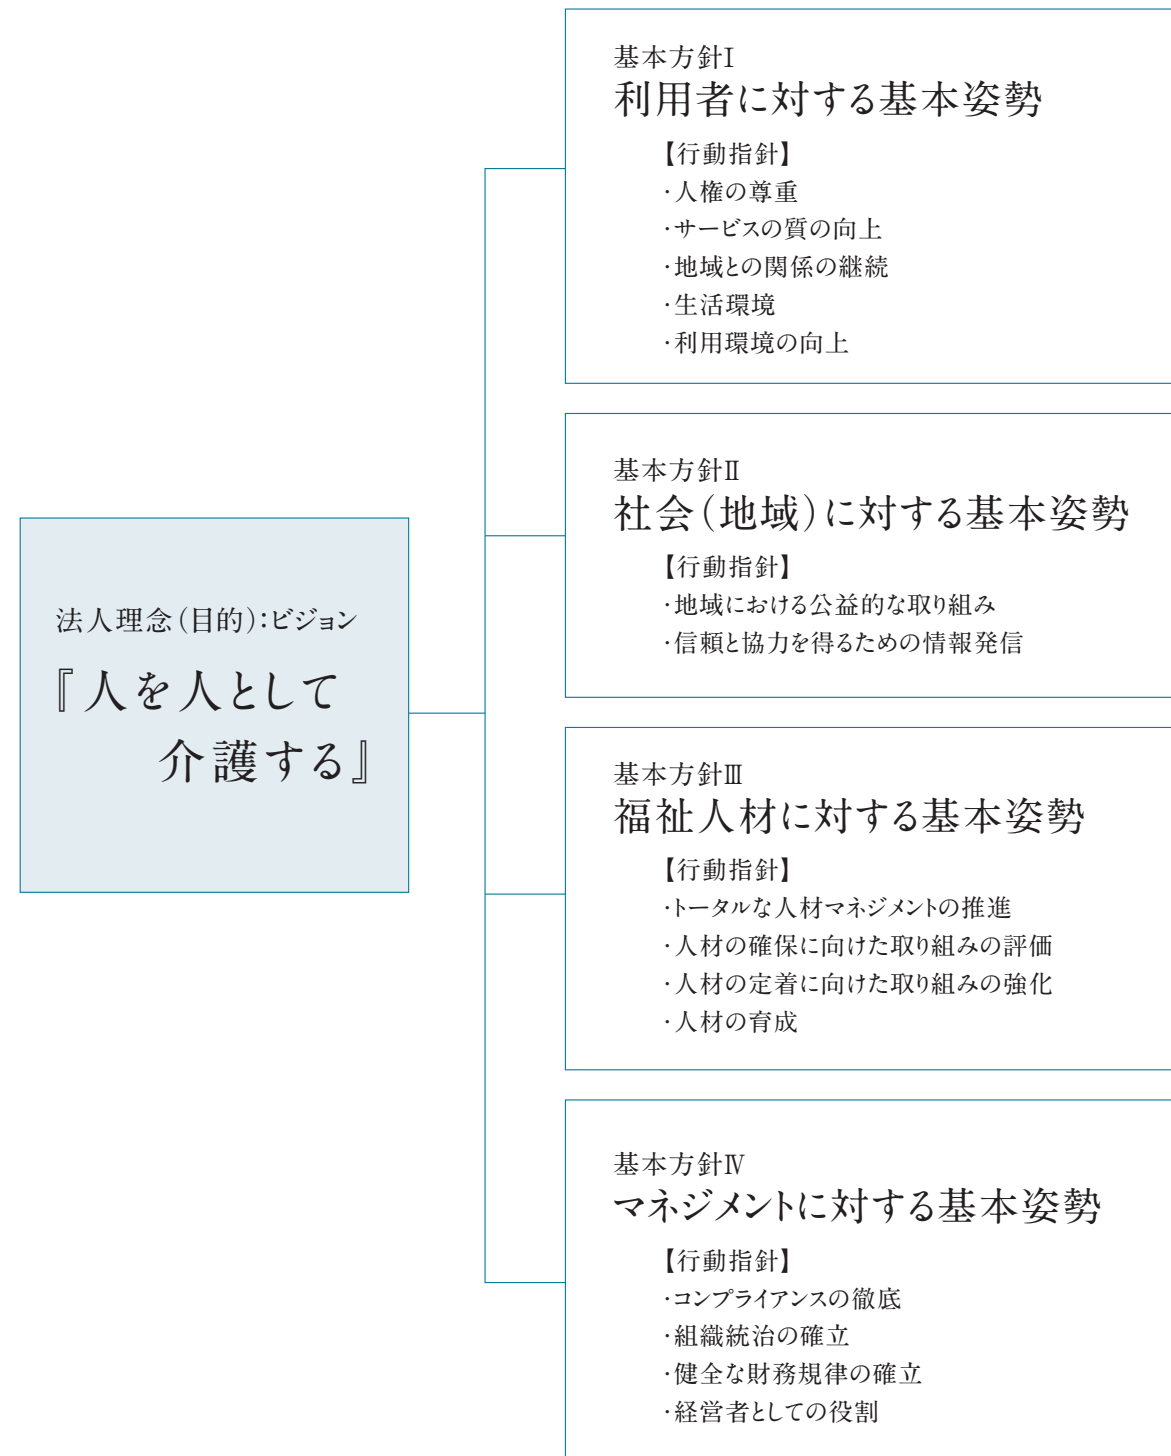 法人理念(目的):ビジョン
『人を人として
介護する』
基本方針Ⅰ
利用者に対する基本姿勢
【行動指針】
・人権の尊重
・サービスの質の向上
・地域との関係の継続
・生活環境
・利用環境の向上
基本方針Ⅱ
社会(地域)に対する基本姿勢
【行動指針】
・地域における公益的な取り組み
・信頼と協力を得るための情報発信
基本方針Ⅲ
福祉人材に対する基本姿勢
【行動指針】
・トータルな人材マネジメントの推進
・人材の確保に向けた取り組みの評価
・人材の定着に向けた取り組みの強化
・人材の育成
基本方針Ⅳ
マネジメントに対する基本姿勢
【行動指針】
・コンプライアンスの徹底
・組織統治の確立
・健全な財務規律の確立
・経営者としての役割